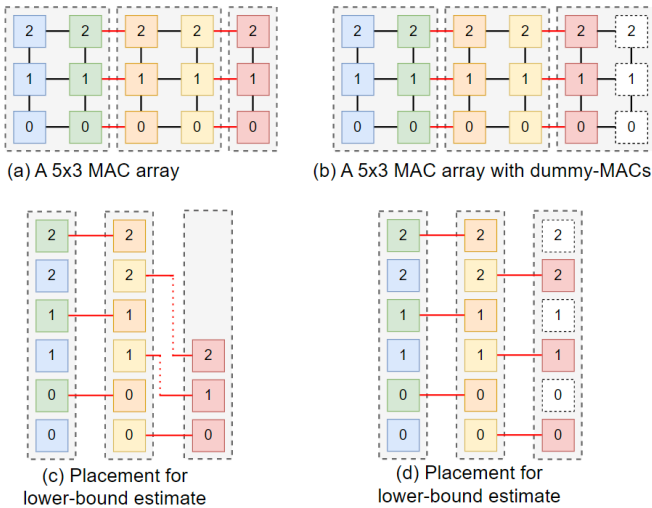 2 2 2 2 2
1 1 1 1 1
0 0 0 0 0
(a) A 5x3 MAC array
2 2 2 2 2 2
1 1 1 1 1 1
0 0 0 0 0 0
(b) A 5x3 MAC array with dummy-MACs
2 2
2 2
1 1
1 1 2
0 0 1
0 0 0
(c) Placement for
lower-bound estimate
2 2 2
2 2 2
1 1 1
1 1 1
0 0 0
0 0 0
(d) Placement for
lower-bound estimate